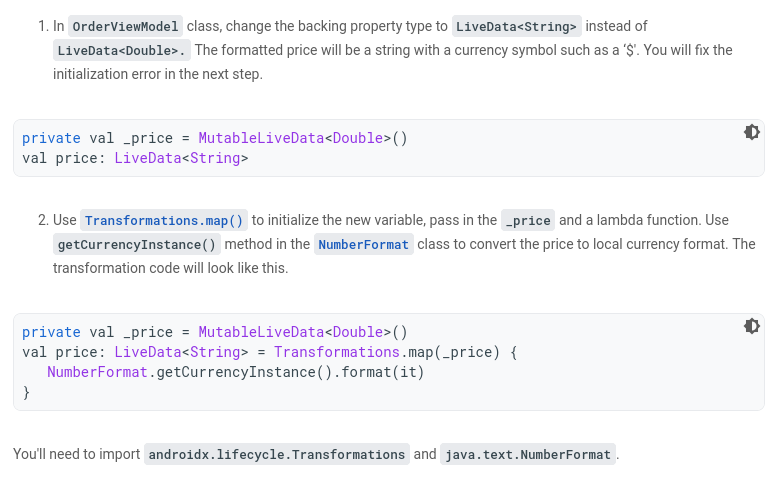 1. In OrderViewModel class, change the backing property type to LiveData<String> instead of
LiveData<Double>. The formatted price will be a string with a currency symbol such as a ‘$'. You will fix the
initialization error in the next step.
private val _price = MutableLiveData<Double>()
val price: LiveData<String>
2. Use Transformations.map() to initialize the new variable, pass in the _price and a lambda function. Use
getCurrencyInstance() method in the NumberFormat class to convert the price to local currency format. The
transformation code will look like this.
private val _price = MutableLiveData<Double>()
val price: LiveData<String> = Transformations.map(_price) {
   NumberFormat.getCurrencyInstance().format(it)
}
You'll need to import androidx.lifecycle.Transformations and java.text.NumberFormat.